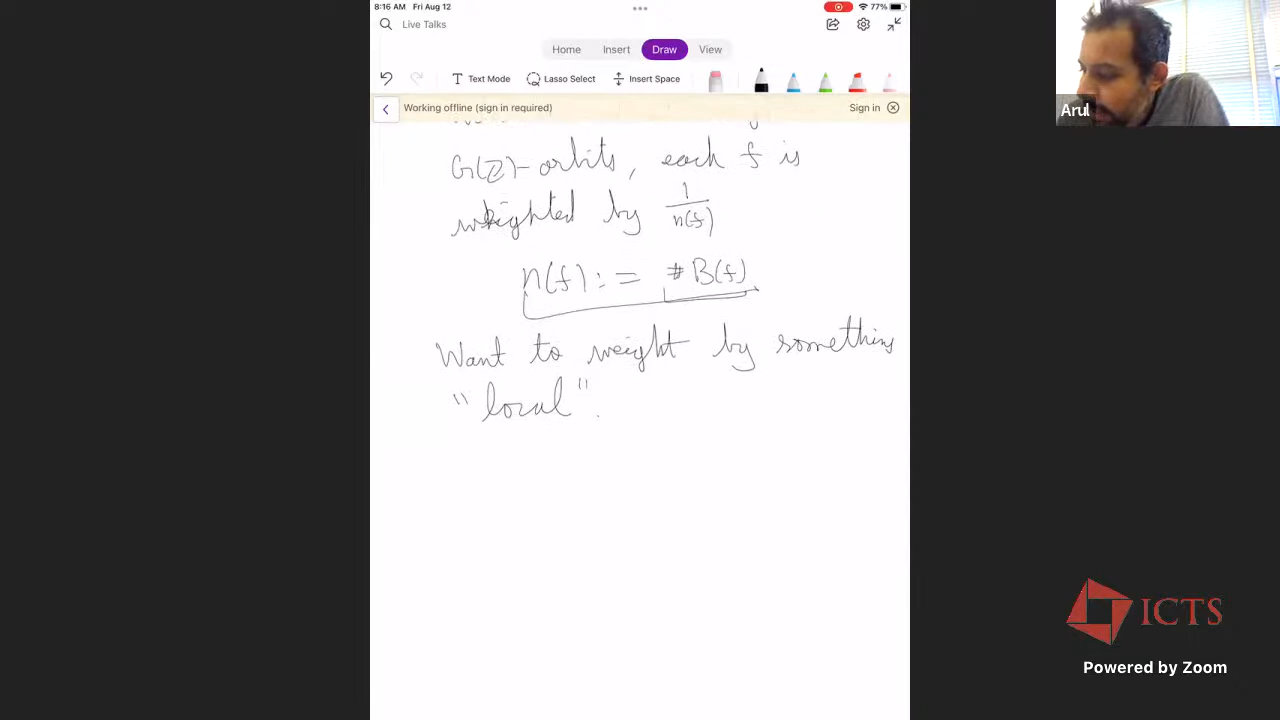 8:16 AM Fri Aug 12
77%
Live Talks
Home Insert Draw View
Text Mode Lasso Select Insert Space
Working offline (sign in required) Sign in
Arul
G(Z)-orbits, each f is
weighted by 1/n(f)
n(f) := #B(f)
Want to weight by something
"local".
ICTS
Powered by Zoom